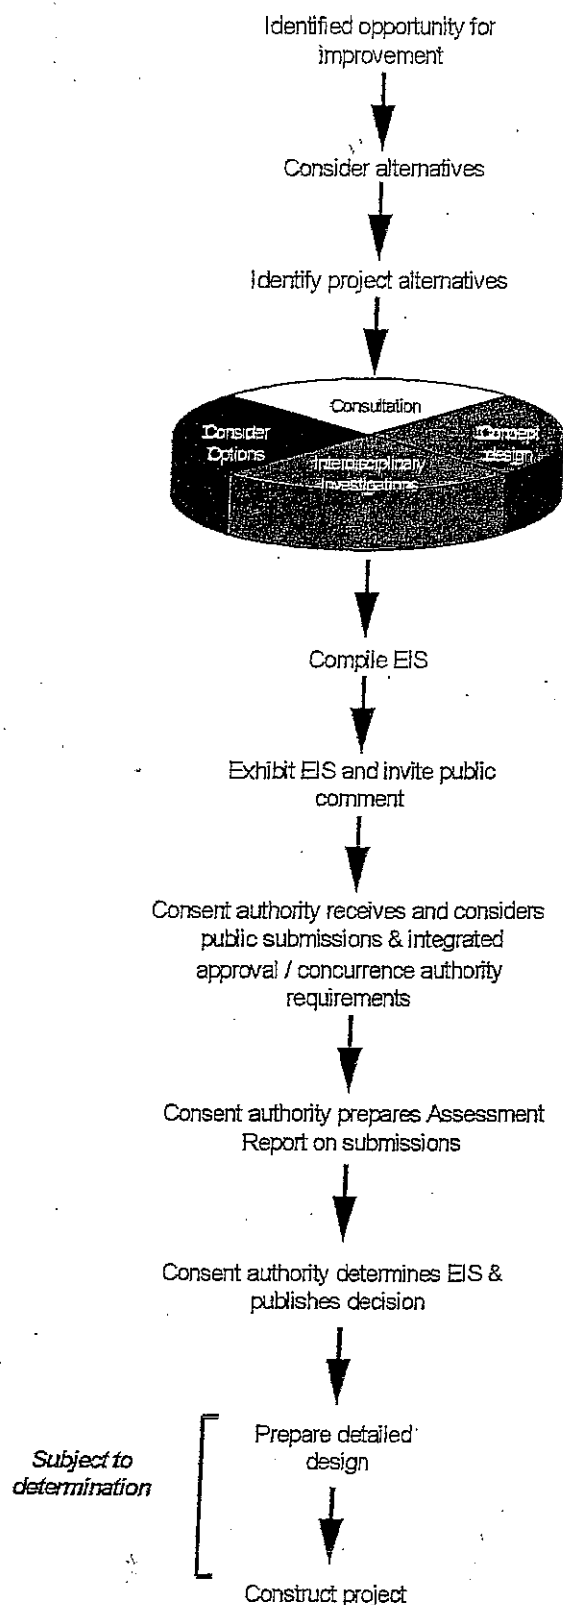 Identified opportunity for
improvement
Consider alternatives
Identify project alternatives
Consultation
Consider
Options
Concept
design
Interdisciplinary
Investigations
Compile EIS
Exhibit EIS and invite public
comment
Consent authority receives and considers
public submissions & integrated
approval / concurrence authority
requirements
Consent authority prepares Assessment
Report on submissions
Consent authority determines EIS &
publishes decision
Prepare detailed
design
Subject to
determination
Construct project